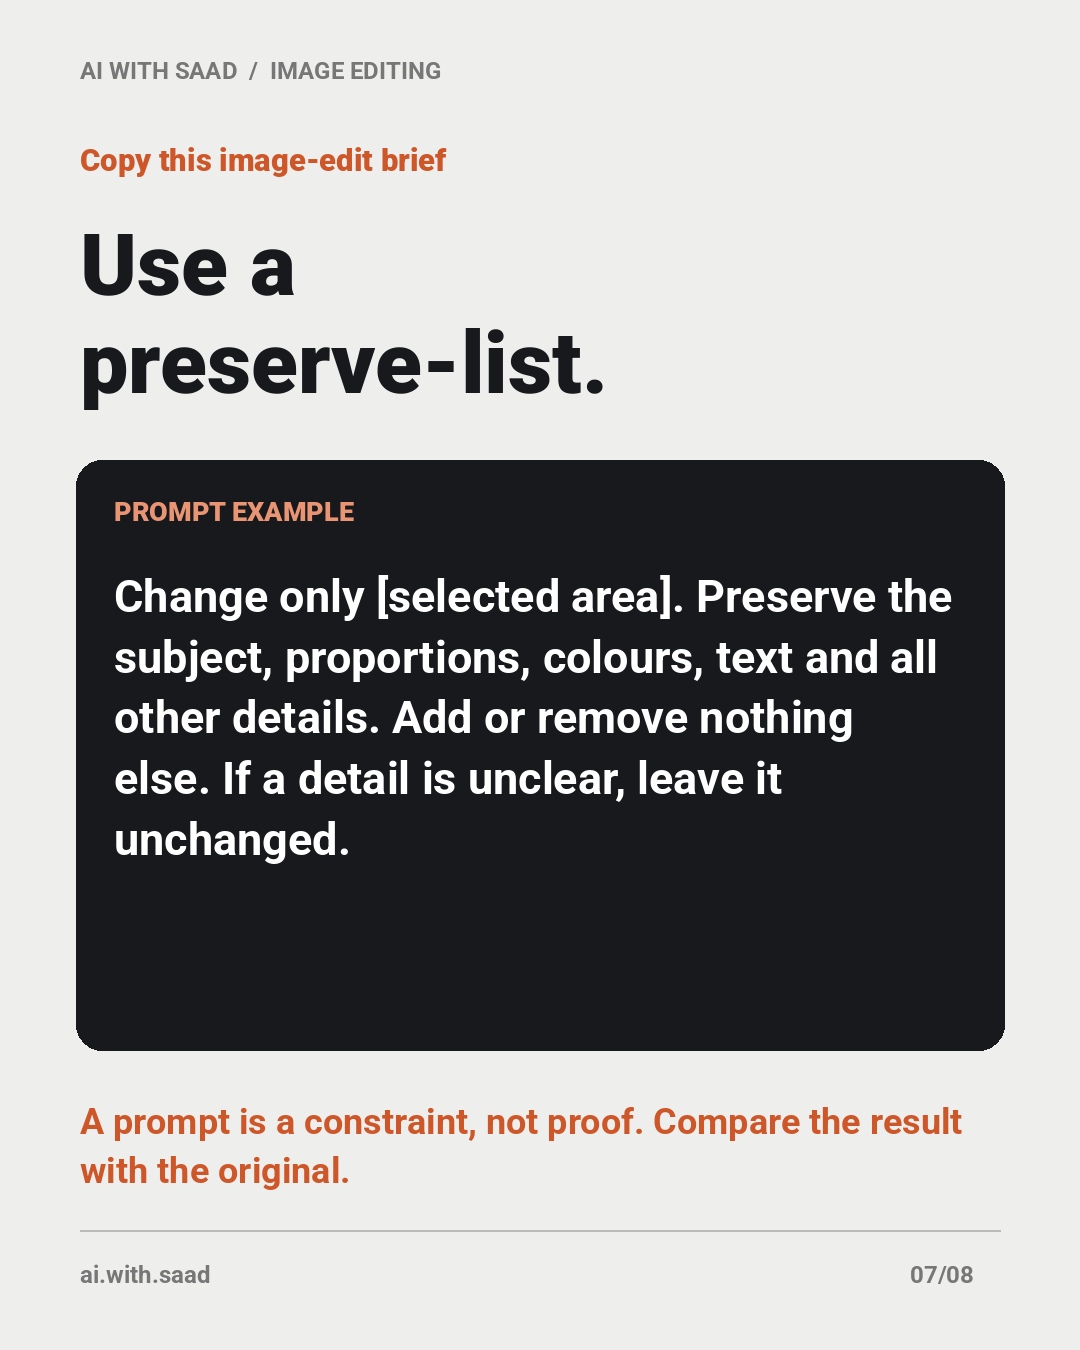 AI WITH SAAD / IMAGE EDITING
Copy this image-edit brief
Use a
preserve-list.
PROMPT EXAMPLE
Change only [selected area]. Preserve the
subject, proportions, colours, text and all
other details. Add or remove nothing
else. If a detail is unclear, leave it
unchanged.
A prompt is a constraint, not proof. Compare the result
with the original.
ai.with.saad
07/08